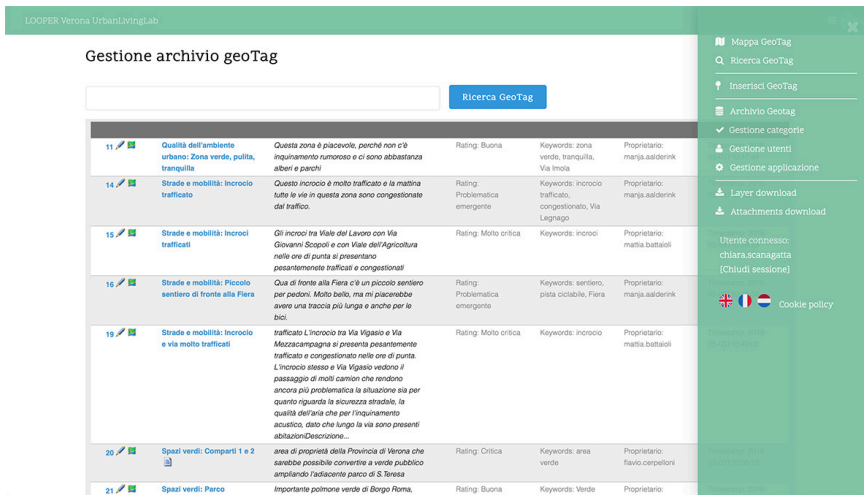 LOOPER Verona UrbanLivingLab
Gestione archivio geoTag
Ricerca GeoTag
11 Qualità dell'ambiente Questa zona è piacevole, perché non c'è Rating: Buona Keywords: zona Proprietario:
urbano: Zona verde, pulita, inquinamento rumoroso e ci sono abbastanza verde, tranquilla, manja.aalderink
tranquilla alberi e parchi Via Imola
14 Strade e mobilità: Incrocio Questo incrocio è molto trafficato e la mattina Rating: Keywords: incrocio Proprietario:
trafficato tutte le vie in questa zona sono congestionate Problematica trafficato, manja.aalderink
dal traffico. emergente congestionato, Via
Legnago
15 Strade e mobilità: Incroci Gli incroci tra Viale del Lavoro con Via Rating: Molto critica Keywords: incroci Proprietario:
trafficati Giovanni Scopoli e con Viale dell'Agricoltura mattia.battaioli
nelle ore di punta si presentano
pesantemenete trafficati e congestionati
16 Strade e mobilità: Piccolo Qua di fronte alla Fiera c'è un piccolo sentiero Rating: Keywords: sentiero, Proprietario:
sentiero di fronte alla Fiera per pedoni. Molto bello, ma mi piacerebbe Problematica pista ciclabile, Fiera manja.aalderink
avere una traccia più lunga e anche per le emergente
bici.
19 Strade e mobilità: Incrocio trafficato L'incrocio tra Via Vigasio e Via Rating: Molto critica Keywords: incrocio Proprietario:
e via molto trafficati Mezzacampagna si presenta pesantemente mattia.battaioli
trafficato e congestionato nelle ore di punta.
L'incrocio stesso e Via Vigasio vedono il
passaggio di molti camion che rendono
ancora più problematica la situazione sia per
quanto riguarda la sicurezza stradale, la
qualità dell'aria che per l'inquinamento
acustico, dato che lungo la via sono presenti
abitazioniDescrizione...
20 Spazi verdi: Comparti 1 e 2 area di proprietà della Provincia di Verona che Rating: Critica Keywords: area Proprietario:
sarebbe possibile convertire a verde pubblico verde flavio.cerpelloni
ampliando l'adiacente parco di S.Teresa
21 Spazi verdi: Parco Importante polmone verde di Borgo Roma, Rating: Buona Keywords: Verde Proprietario:
Mappa GeoTag
Ricerca GeoTag
Inserisci GeoTag
Archivio Geotag
Gestione categorie
Gestione utenti
Gestione applicazione
Layer download
Attachments download
Utente connesso:
chiara.scanagatta
[Chiudi sessione]
Cookie policy